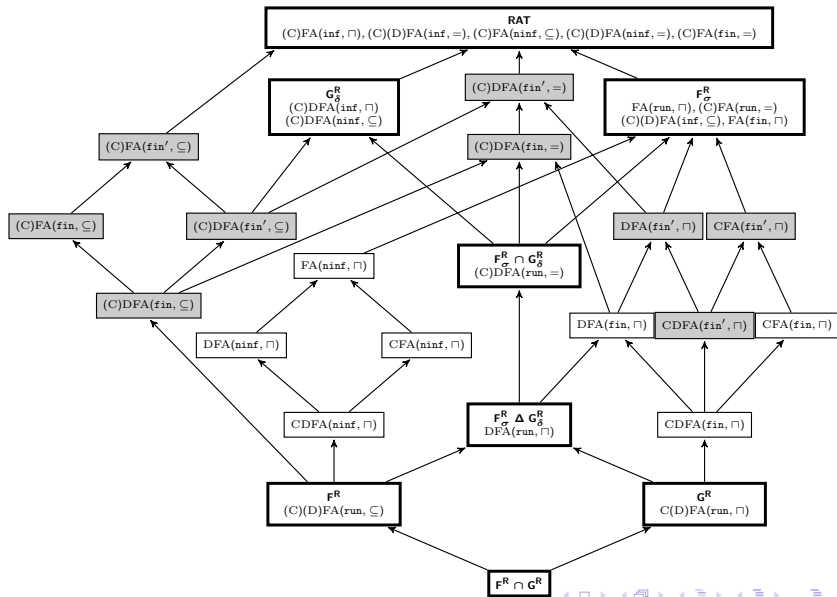 RAT
(C)FA(inf, ⊓), (C)(D)FA(inf, =), (C)FA(ninf, ⊆), (C)(D)FA(ninf, =), (C)FA(fin, =)
G^R_δ
(C)DFA(inf, ⊓)
(C)DFA(ninf, ⊆)
(C)DFA(fin′, =)
F^R_σ
FA(run, ⊓), (C)FA(run, =)
(C)(D)FA(inf, ⊆), FA(fin, ⊓)
(C)FA(fin′, ⊆)
(C)DFA(fin, =)
(C)FA(fin, ⊆)
(C)DFA(fin′, ⊆)
DFA(fin′, ⊓)
CFA(fin′, ⊓)
FA(ninf, ⊓)
F^R_σ ∩ G^R_δ
(C)DFA(run, =)
(C)DFA(fin, ⊆)
DFA(ninf, ⊓)
CFA(ninf, ⊓)
DFA(fin, ⊓)
CDFA(fin′, ⊓)
CFA(fin, ⊓)
CDFA(ninf, ⊓)
F^R_σ Δ G^R_δ
DFA(run, ⊓)
CDFA(fin, ⊓)
F^R
(C)(D)FA(run, ⊆)
G^R
C(D)FA(run, ⊓)
F^R ∩ G^R